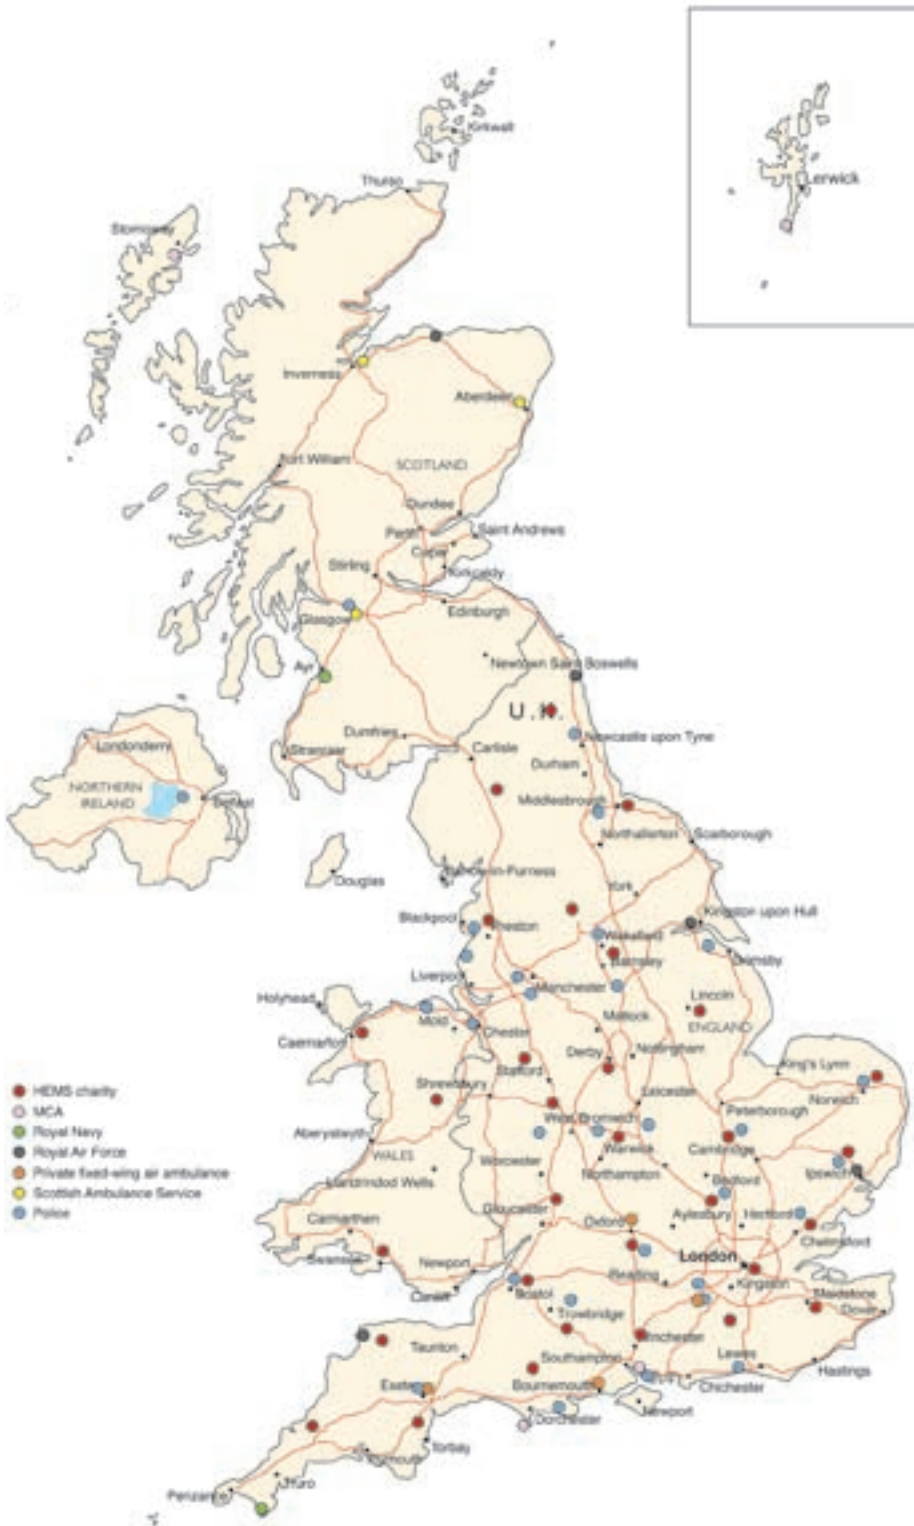 Kirkwall
Thurso
Lerwick
Stornoway
Inverness
Aberdeen
Fort William
SCOTLAND
Dundee
Perth
Saint Andrews
Cupar
Kirkcaldy
Stirling
Edinburgh
Glasgow
Newtown Saint Boswells
Ayr
U.K.
Dumfries
Newcastle upon Tyne
Londonderry
Stranraer
Carlisle
Durham
NORTHERN
IRELAND
Belfast
Middlesbrough
Northallerton
Scarborough
Douglas
Barrow-in-Furness
York
Blackpool
Preston
Kingston upon Hull
Wakefield
Barnsley
Grimsby
Liverpool
Manchester
Holyhead
Lincoln
Mold
Chester
Matlock
ENGLAND
Caernarfon
Derby
Nottingham
Stafford
King's Lynn
Shrewsbury
Leicester
Norwich
Peterborough
West Bromwich
Aberystwyth
WALES
Warwick
Cambridge
Worcester
Northampton
Bedford
Ipswich
Llandrindod Wells
Gloucester
Oxford
Aylesbury
Hertford
Carmarthen
Chelmsford
Swansea
Newport
London
Cardiff
Reading
Kingston
Bristol
Maidstone
Dover
Trowbridge
Taunton
Winchester
Southampton
Lewes
Hastings
Exeter
Bournemouth
Chichester
Dorchester
Newport
Torbay
Plymouth
Truro
Penzance
HEMS charity
MCA
Royal Navy
Royal Air Force
Private fixed-wing air ambulance
Scottish Ambulance Service
Police